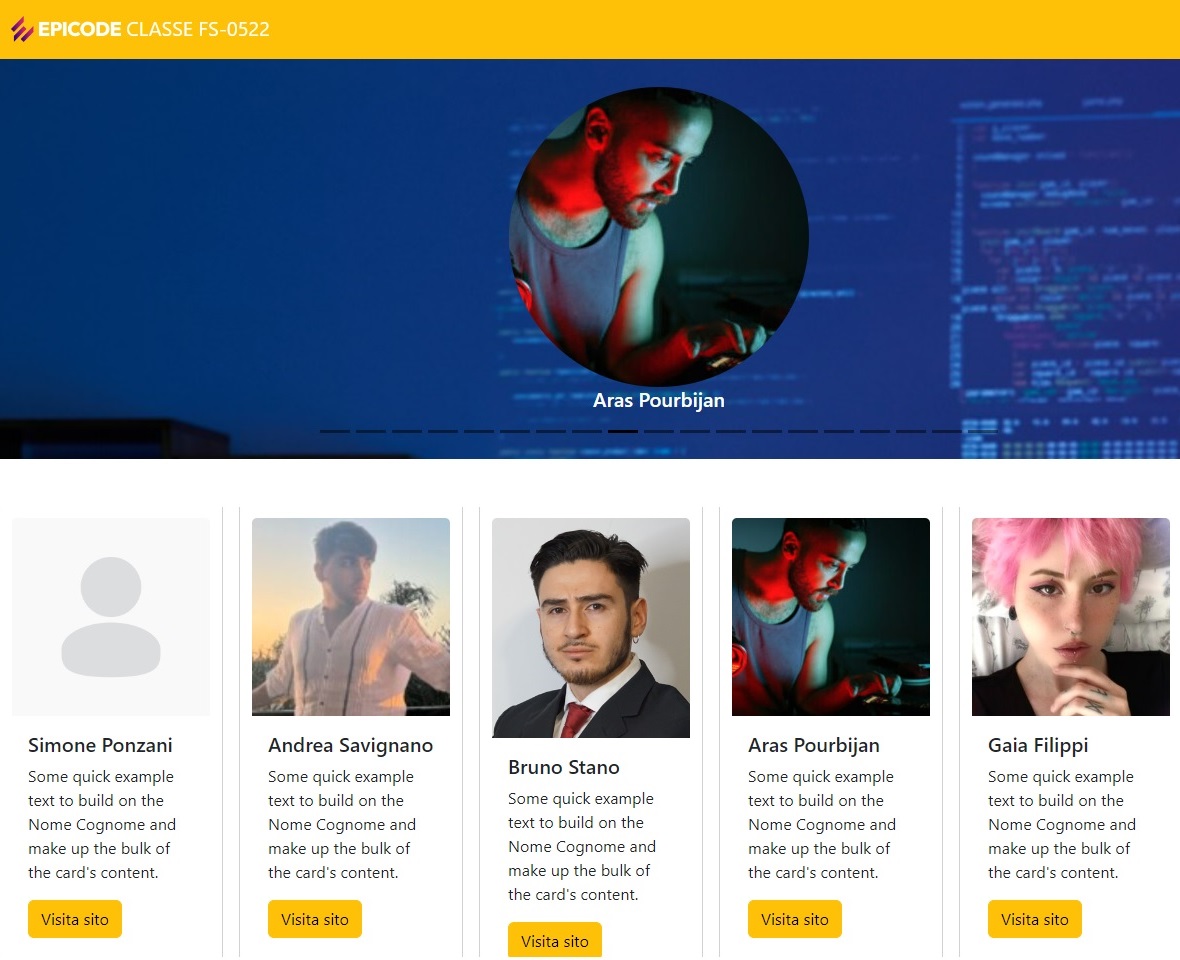 EPICODE CLASSE FS-0522
Aras Pourbijan
Simone Ponzani
Some quick example
text to build on the
Nome Cognome and
make up the bulk of
the card's content.
Visita sito
Andrea Savignano
Some quick example
text to build on the
Nome Cognome and
make up the bulk of
the card's content.
Visita sito
Bruno Stano
Some quick example
text to build on the
Nome Cognome and
make up the bulk of
the card's content.
Visita sito
Aras Pourbijan
Some quick example
text to build on the
Nome Cognome and
make up the bulk of
the card's content.
Visita sito
Gaia Filippi
Some quick example
text to build on the
Nome Cognome and
make up the bulk of
the card's content.
Visita sito